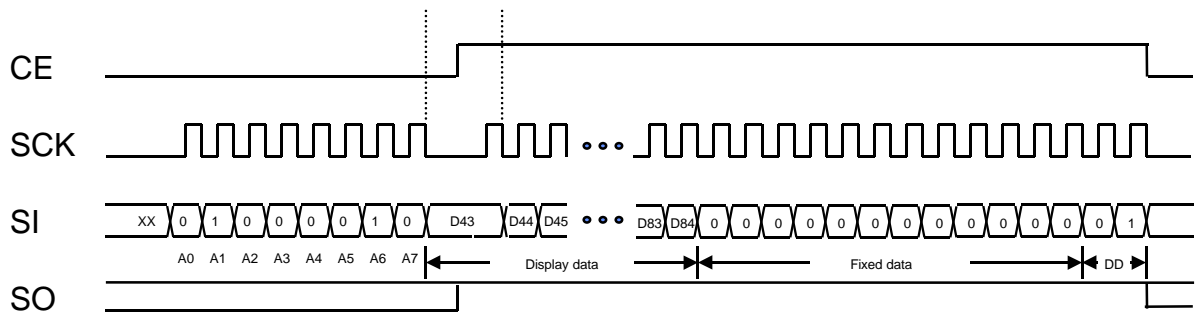 CE
SCK
SI XX 0 1 0 0 0 0 1 0 D43 D44 D45 D83 D84 0 0 0 0 0 0 0 0 0 0 0 0 0 1
A0 A1 A2 A3 A4 A5 A6 A7 Display data Fixed data DD
SO